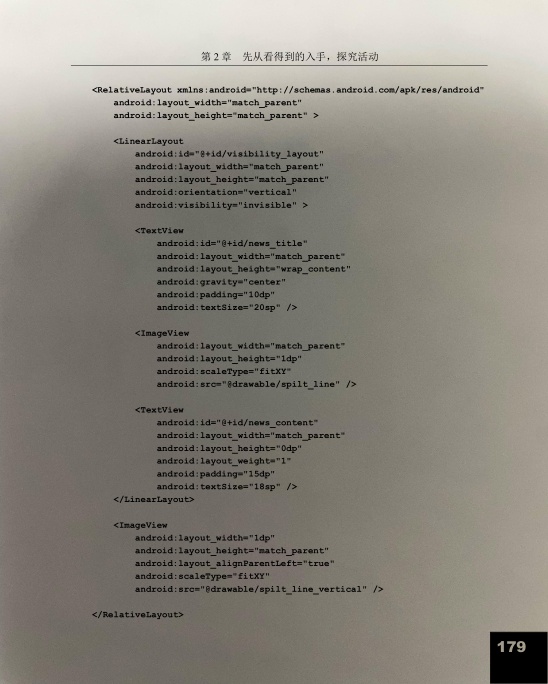 第 2 章 先从看得到的入手，探究活动
<RelativeLayout xmlns:android="http://schemas.android.com/apk/res/android"
android:layout_width="match_parent"
android:layout_height="match_parent" >
<LinearLayout
android:id="@+id/visibility_layout"
android:layout_width="match_parent"
android:layout_height="match_parent"
android:orientation="vertical"
android:visibility="invisible" >
<TextView
android:id="@+id/news_title"
android:layout_width="match_parent"
android:layout_height="wrap_content"
android:gravity="center"
android:padding="10dp"
android:textSize="20sp" />
<ImageView
android:layout_width="match_parent"
android:layout_height="1dp"
android:scaleType="fitXY"
android:src="@drawable/spilt_line" />
<TextView
android:id="@+id/news_content"
android:layout_width="match_parent"
android:layout_height="0dp"
android:layout_weight="1"
android:padding="15dp"
android:textSize="18sp" />
</LinearLayout>
<ImageView
android:layout_width="1dp"
android:layout_height="match_parent"
android:layout_alignParentLeft="true"
android:scaleType="fitXY"
android:src="@drawable/spilt_line_vertical" />
</RelativeLayout>
179